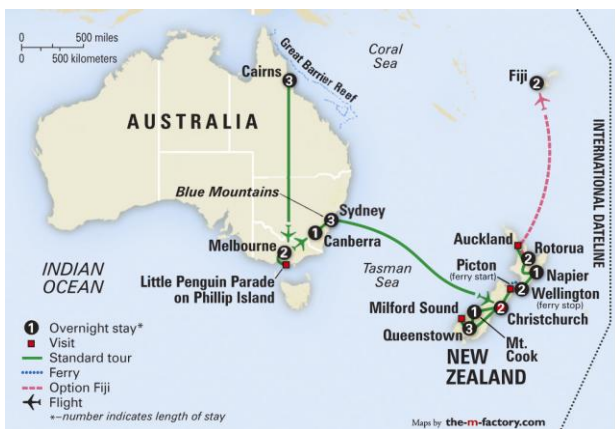 0 500 miles
0 500 kilometers
Coral
Sea
Great Barrier Reef
Cairns
3
Fiji
2
AUSTRALIA
INTERNATIONAL DATELINE
Blue Mountains
Sydney
3
1
Canberra
Melbourne
2
Auckland
Rotorua
2
Picton
(ferry start)
Napier
1
Little Penguin Parade
on Phillip Island
INDIAN
OCEAN
Tasman
Sea
2
Wellington
(ferry stop)
Milford Sound
1
2
Christchurch
Queenstown
3
Mt.
Cook
NEW
ZEALAND
1 Overnight stay*
Visit
Standard tour
Ferry
Option Fiji
Flight
*–number indicates length of stay
Maps by the-m-factory.com